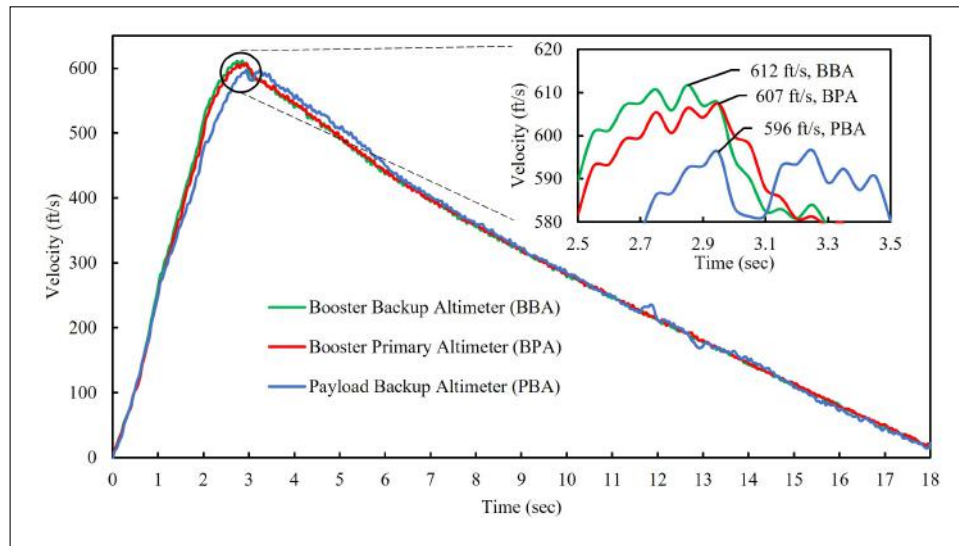 Velocity (ft/s)
650
600
500
400
300
200
100
0
0 1 2 3 4 5 6 7 8 9 10 11 12 13 14 15 16 17 18
Time (sec)
Booster Backup Altimeter (BBA)
Booster Primary Altimeter (BPA)
Payload Backup Altimeter (PBA)
Velocity (ft/s)
620
610
600
590
580
612 ft/s, BBA
607 ft/s, BPA
596 ft/s, PBA
2.5 2.7 2.9 3.1 3.3 3.5
Time (sec)